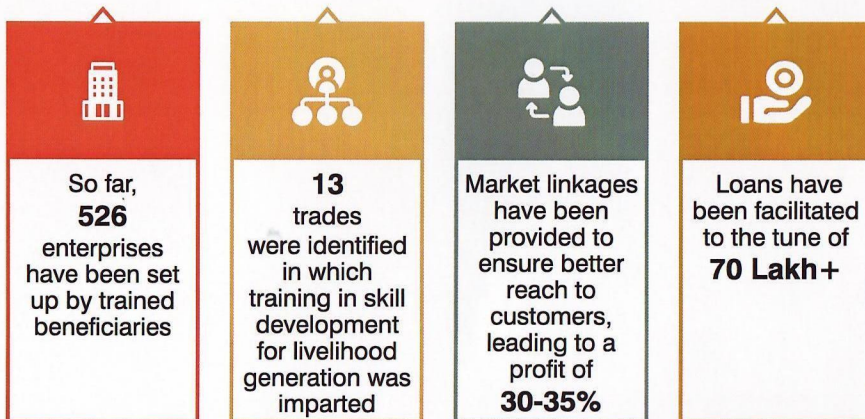 So far,
526
enterprises
have been set
up by trained
beneficiaries
13
trades
were identified
in which
training in skill
development
for livelihood
generation was
imparted
Market linkages
have been
provided to
ensure better
reach to
customers,
leading to a
profit of
30-35%
Loans have
been facilitated
to the tune of
70 Lakh+